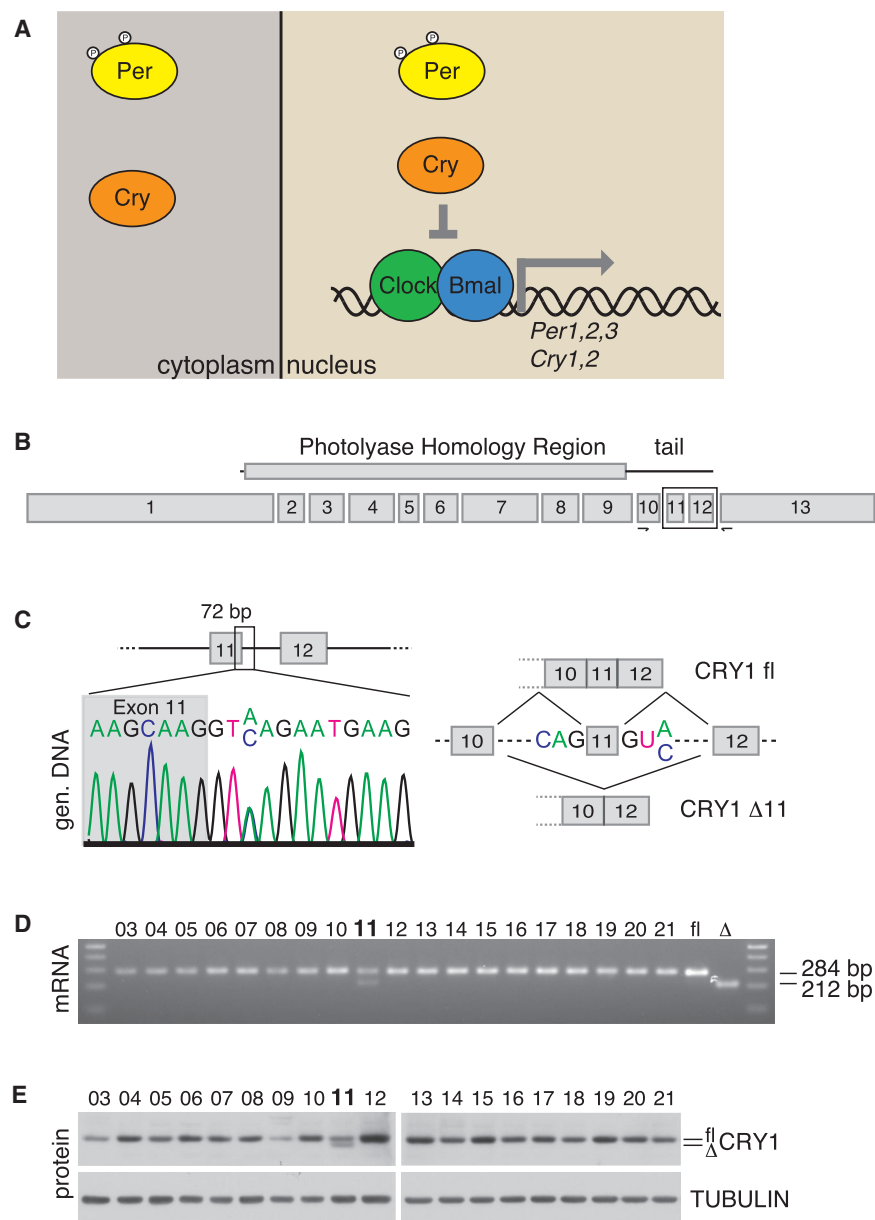 A
P
P
Per
P
P
Per
Cry
Cry
Clock
Bmal
Per1,2,3
Cry1,2
cytoplasm
nucleus
B
Photolyase Homology Region
tail
1
2
3
4
5
6
7
8
9
10
11
12
13
C
72 bp
11
12
Exon 11
AAGCAAGGTACAGAATGAAG
gen. DNA
10
11
12
CRY1 fl
10
CAG
11
GUAC
12
10
12
CRY1 Δ11
D
03 04 05 06 07 08 09 10 11 12 13 14 15 16 17 18 19 20 21 fl Δ
mRNA
284 bp
212 bp
E
03 04 05 06 07 08 09 10 11 12 13 14 15 16 17 18 19 20 21
protein
fl
Δ
CRY1
TUBULIN